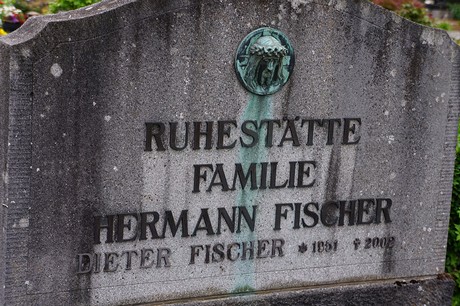 RUHESTÄTTE
FAMILIE
HERMANN FISCHER
DIETER FISCHER * 1951 † 2002